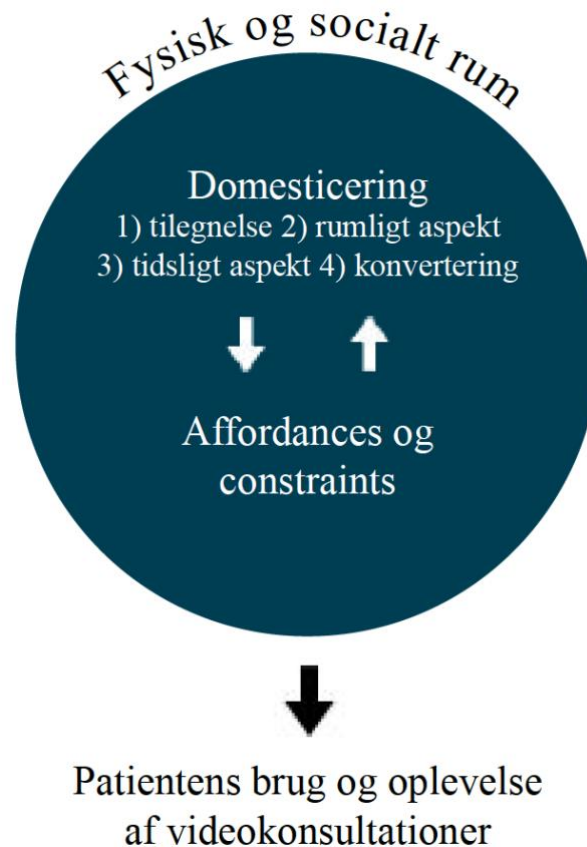 Fysisk og socialt rum
Domesticering
1) tilegnelse 2) rumligt aspekt
3) tidsligt aspekt 4) konvertering
Affordances og
constraints
Patientens brug og oplevelse
af videokonsultationer